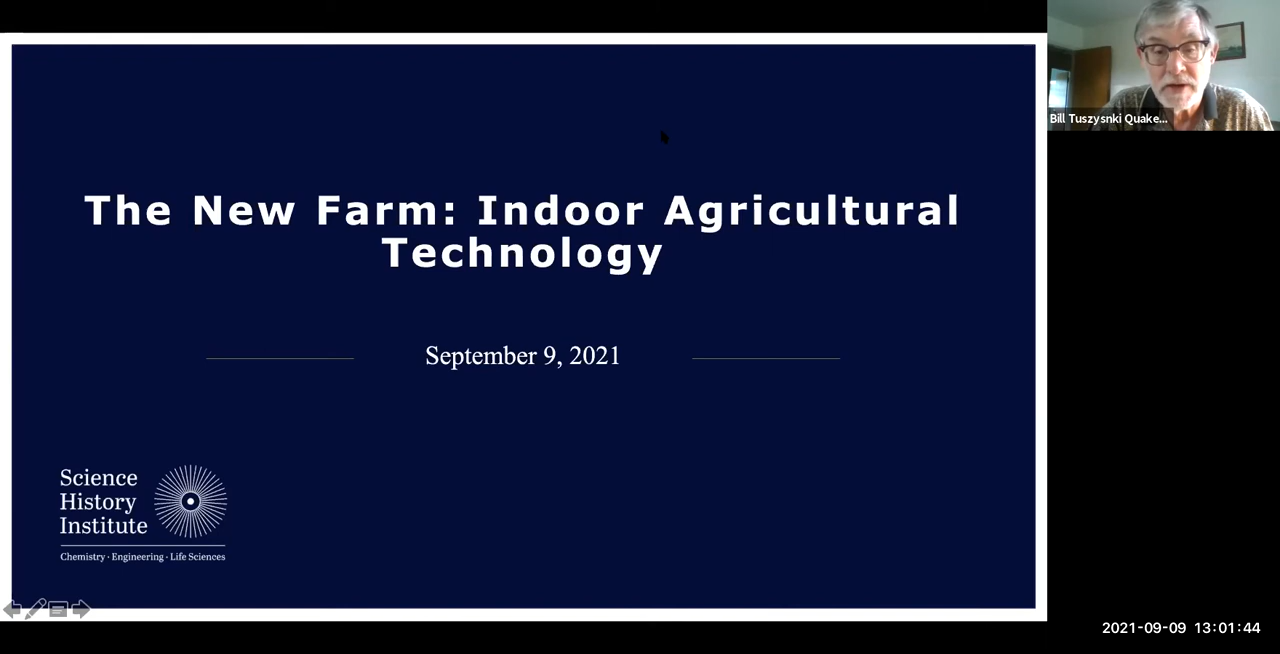 The New Farm: Indoor Agricultural
Technology
September 9, 2021
Science
History
Institute
Chemistry · Engineering · Life Sciences
Bill Tuszysnki Quake...
2021-09-09 13:01:44